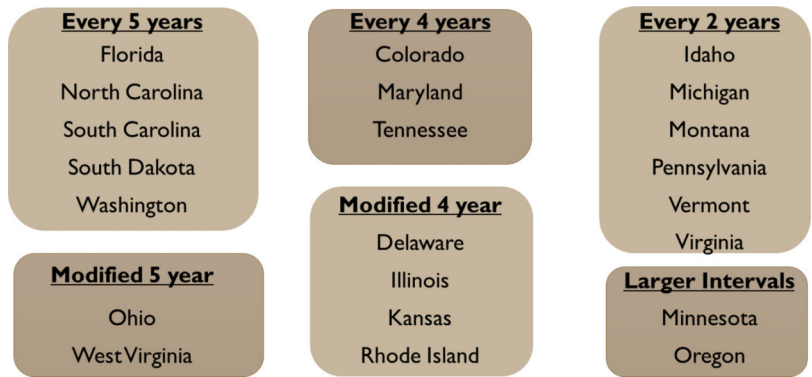 Every 5 years
Florida
North Carolina
South Carolina
South Dakota
Washington
Modified 5 year
Ohio
West Virginia
Every 4 years
Colorado
Maryland
Tennessee
Modified 4 year
Delaware
Illinois
Kansas
Rhode Island
Every 2 years
Idaho
Michigan
Montana
Pennsylvania
Vermont
Virginia
Larger Intervals
Minnesota
Oregon